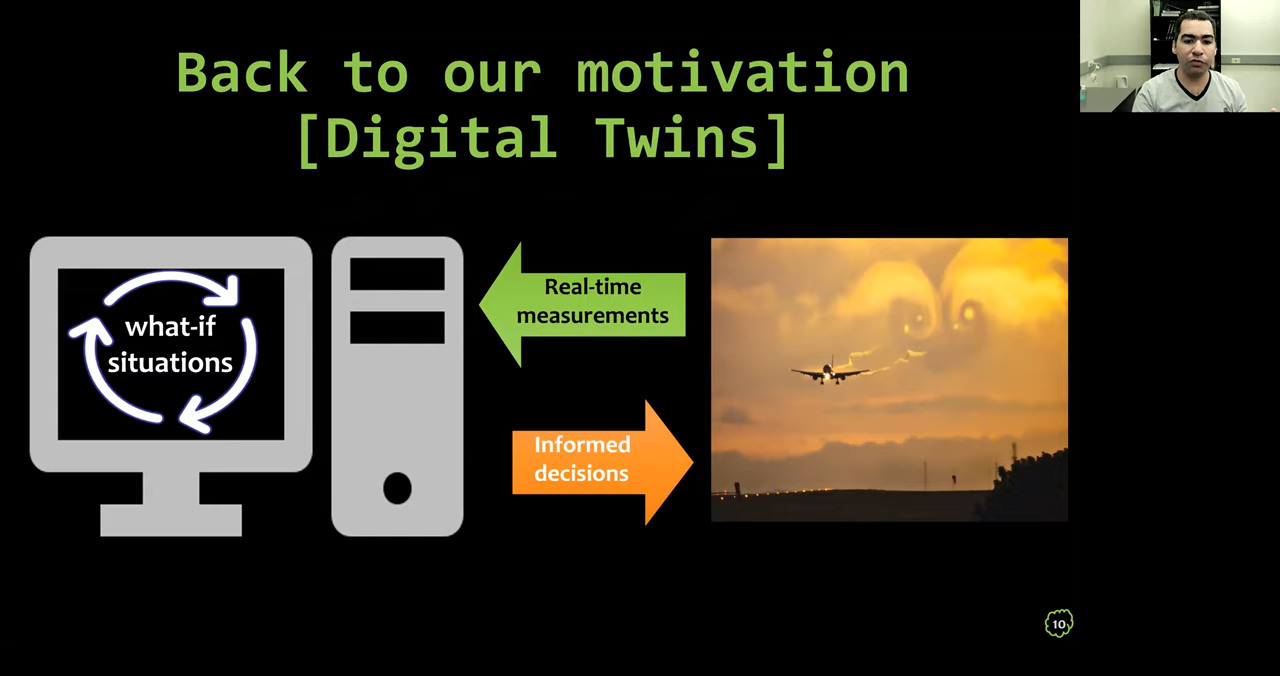 Back to our motivation
[Digital Twins]
what-if
situations
Real-time
measurements
Informed
decisions
10